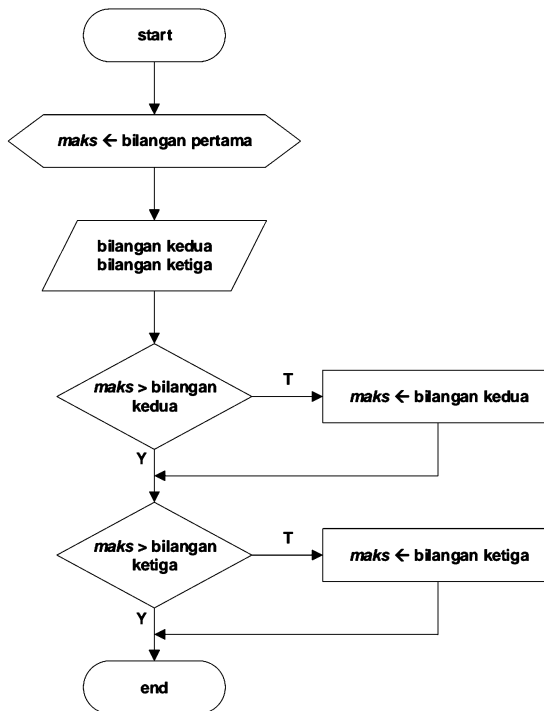 start
maks ← bilangan pertama
bilangan kedua
bilangan ketiga
maks > bilangan
kedua
T
maks ← bilangan kedua
Y
maks > bilangan
ketiga
T
maks ← bilangan ketiga
Y
end